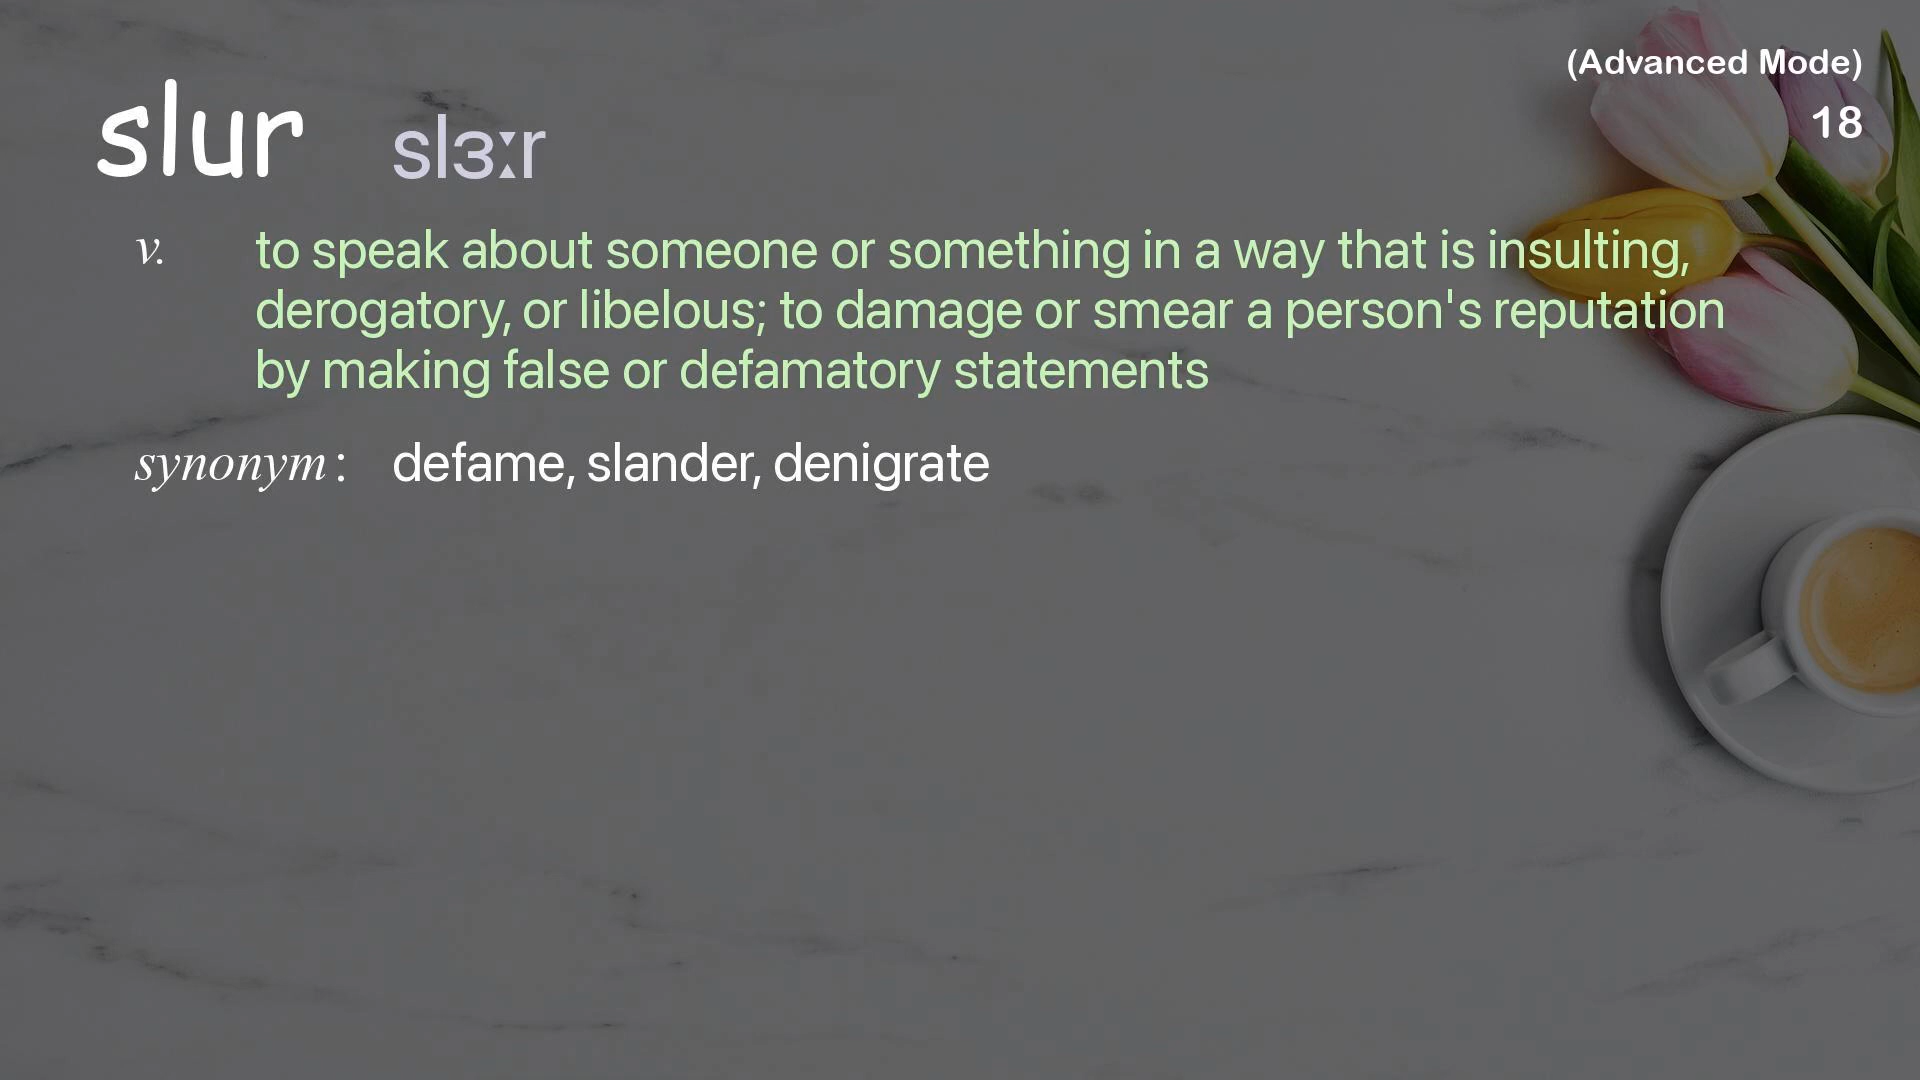 (Advanced Mode)
18
slur slɜːr
v. to speak about someone or something in a way that is insulting,
derogatory, or libelous; to damage or smear a person's reputation
by making false or defamatory statements
synonym : defame, slander, denigrate